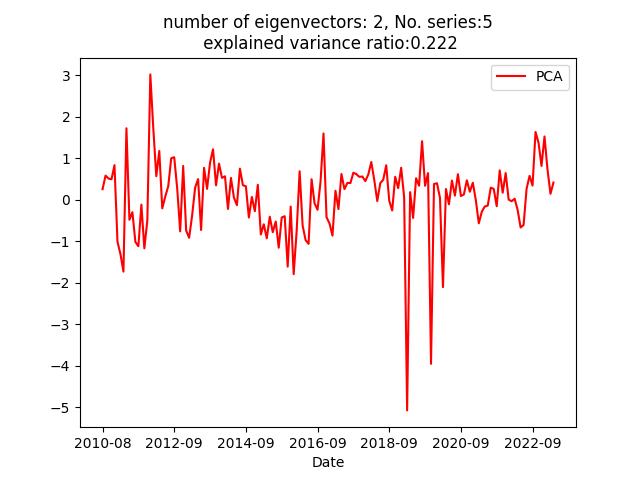 number of eigenvectors: 2, No. series:5
explained variance ratio:0.222
PCA
3
2
1
0
−1
−2
−3
−4
−5
2010-08 2012-09 2014-09 2016-09 2018-09 2020-09 2022-09
Date